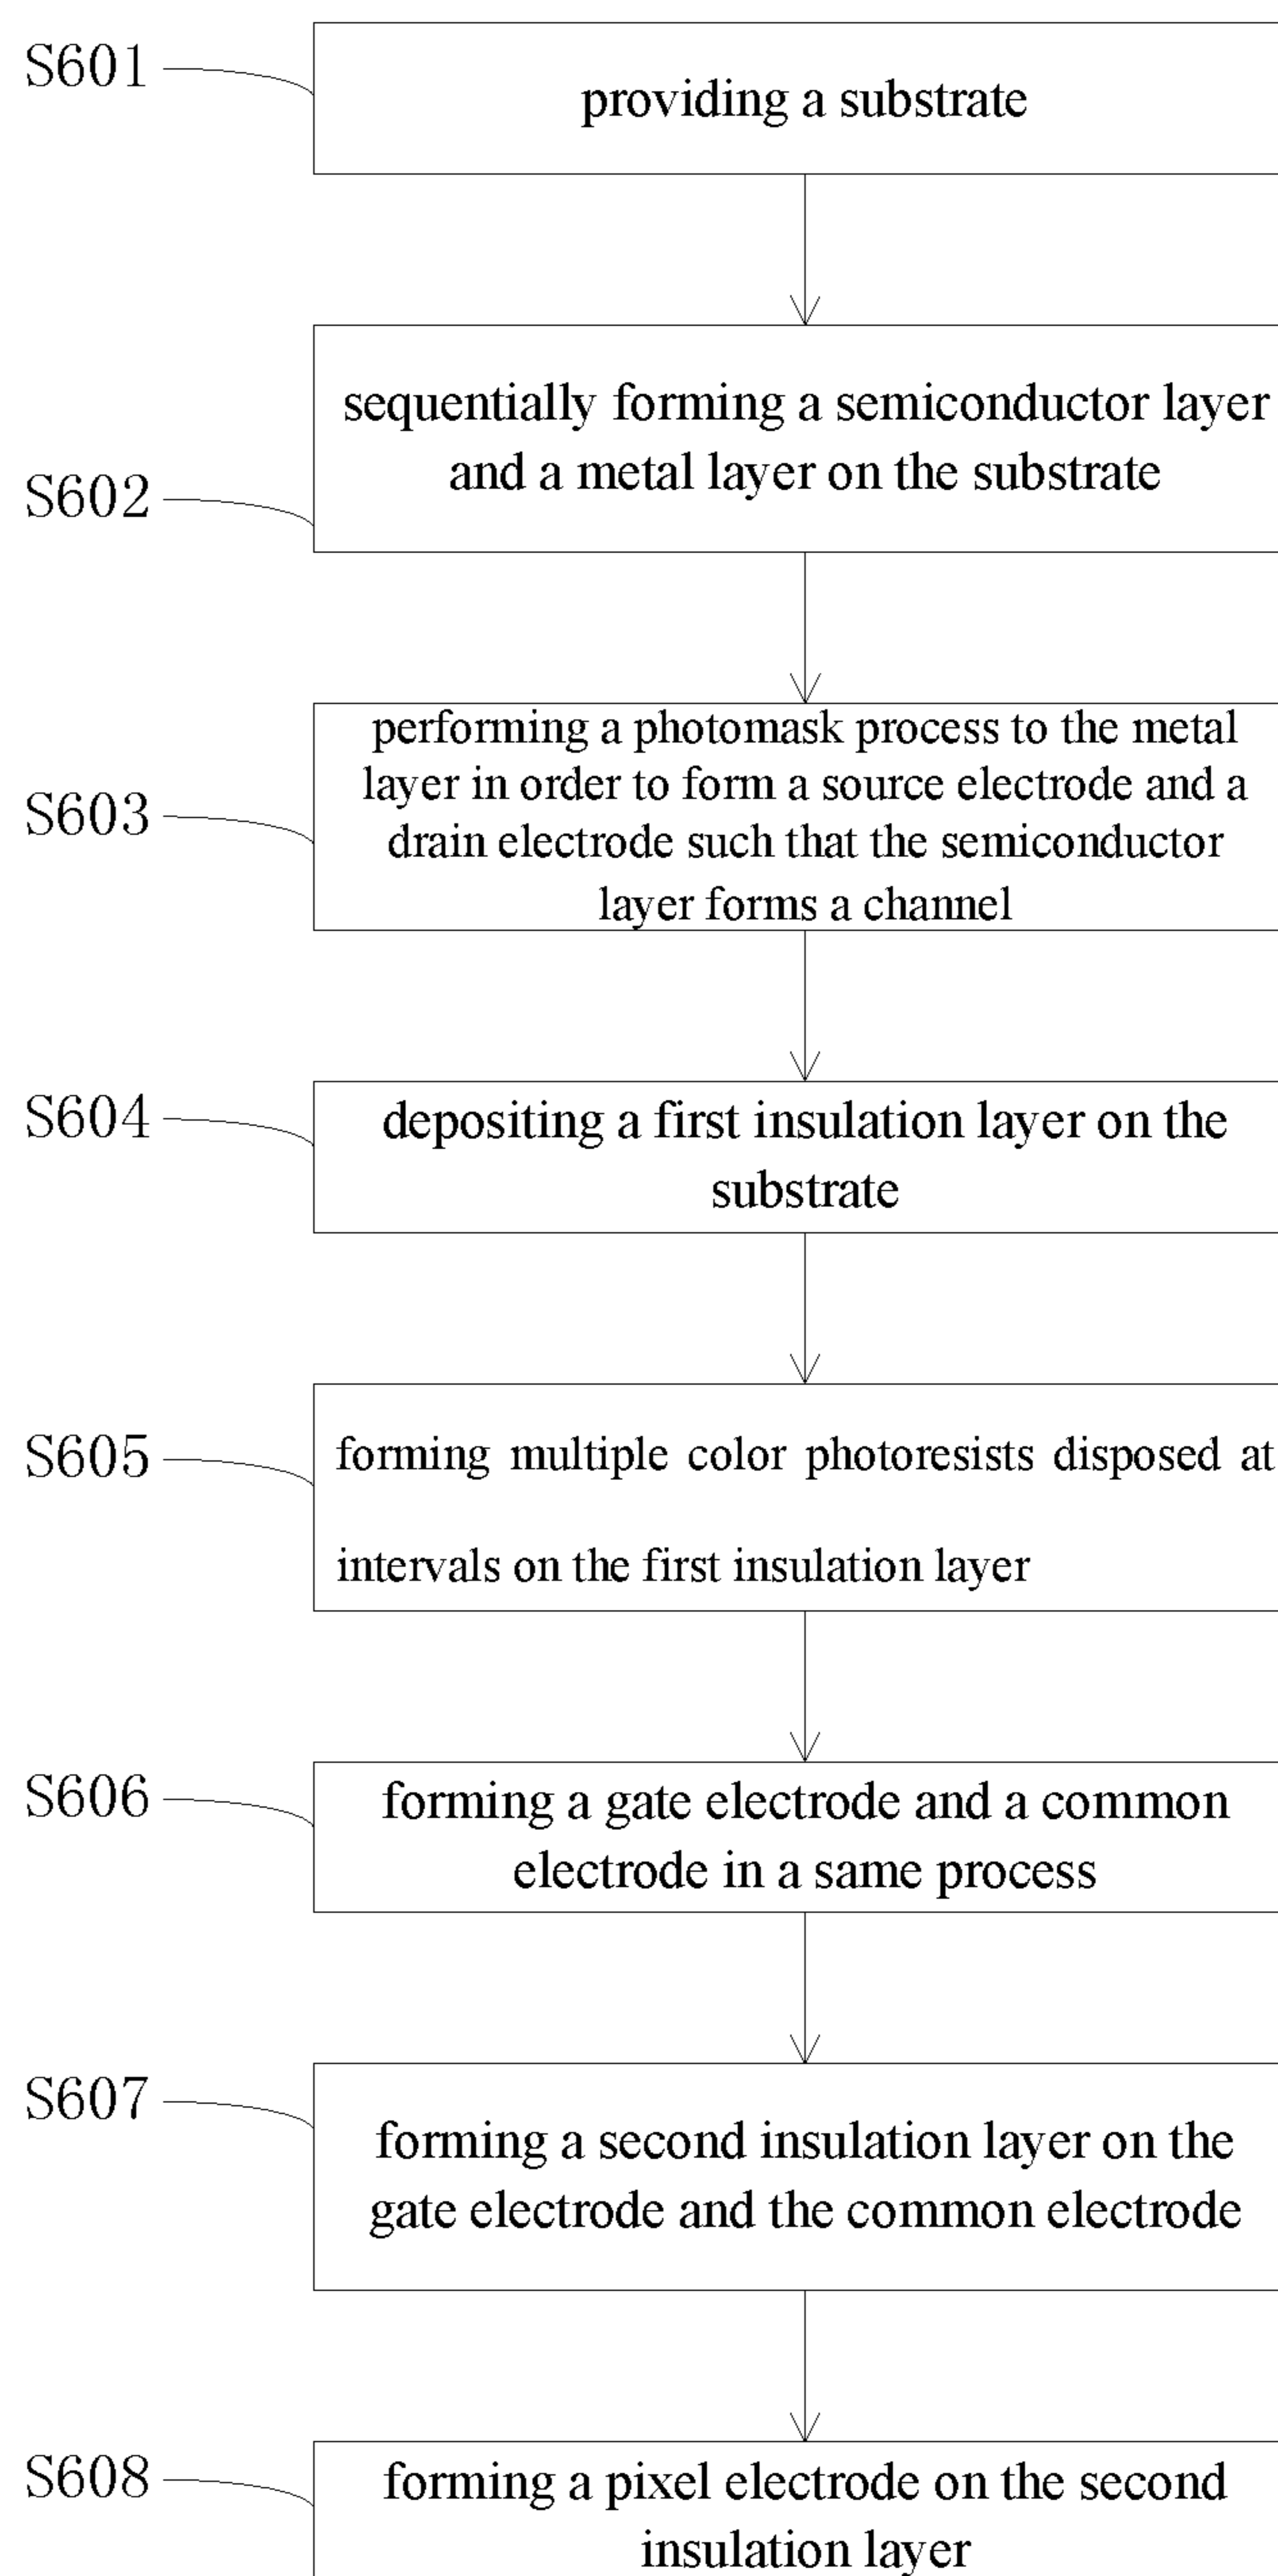 S601
providing a substrate
sequentially forming a semiconductor layer
and a metal layer on the substrate
S602
performing a photomask process to the metal
layer in order to form a source electrode and a
drain electrode such that the semiconductor
layer forms a channel
S603
S604
depositing a first insulation layer on the
substrate
S605
forming multiple color photoresists disposed at
intervals on the first insulation layer
S606
forming a gate electrode and a common
electrode in a same process
S607
forming a second insulation layer on the
gate electrode and the common electrode
S608
forming a pixel electrode on the second
insulation layer